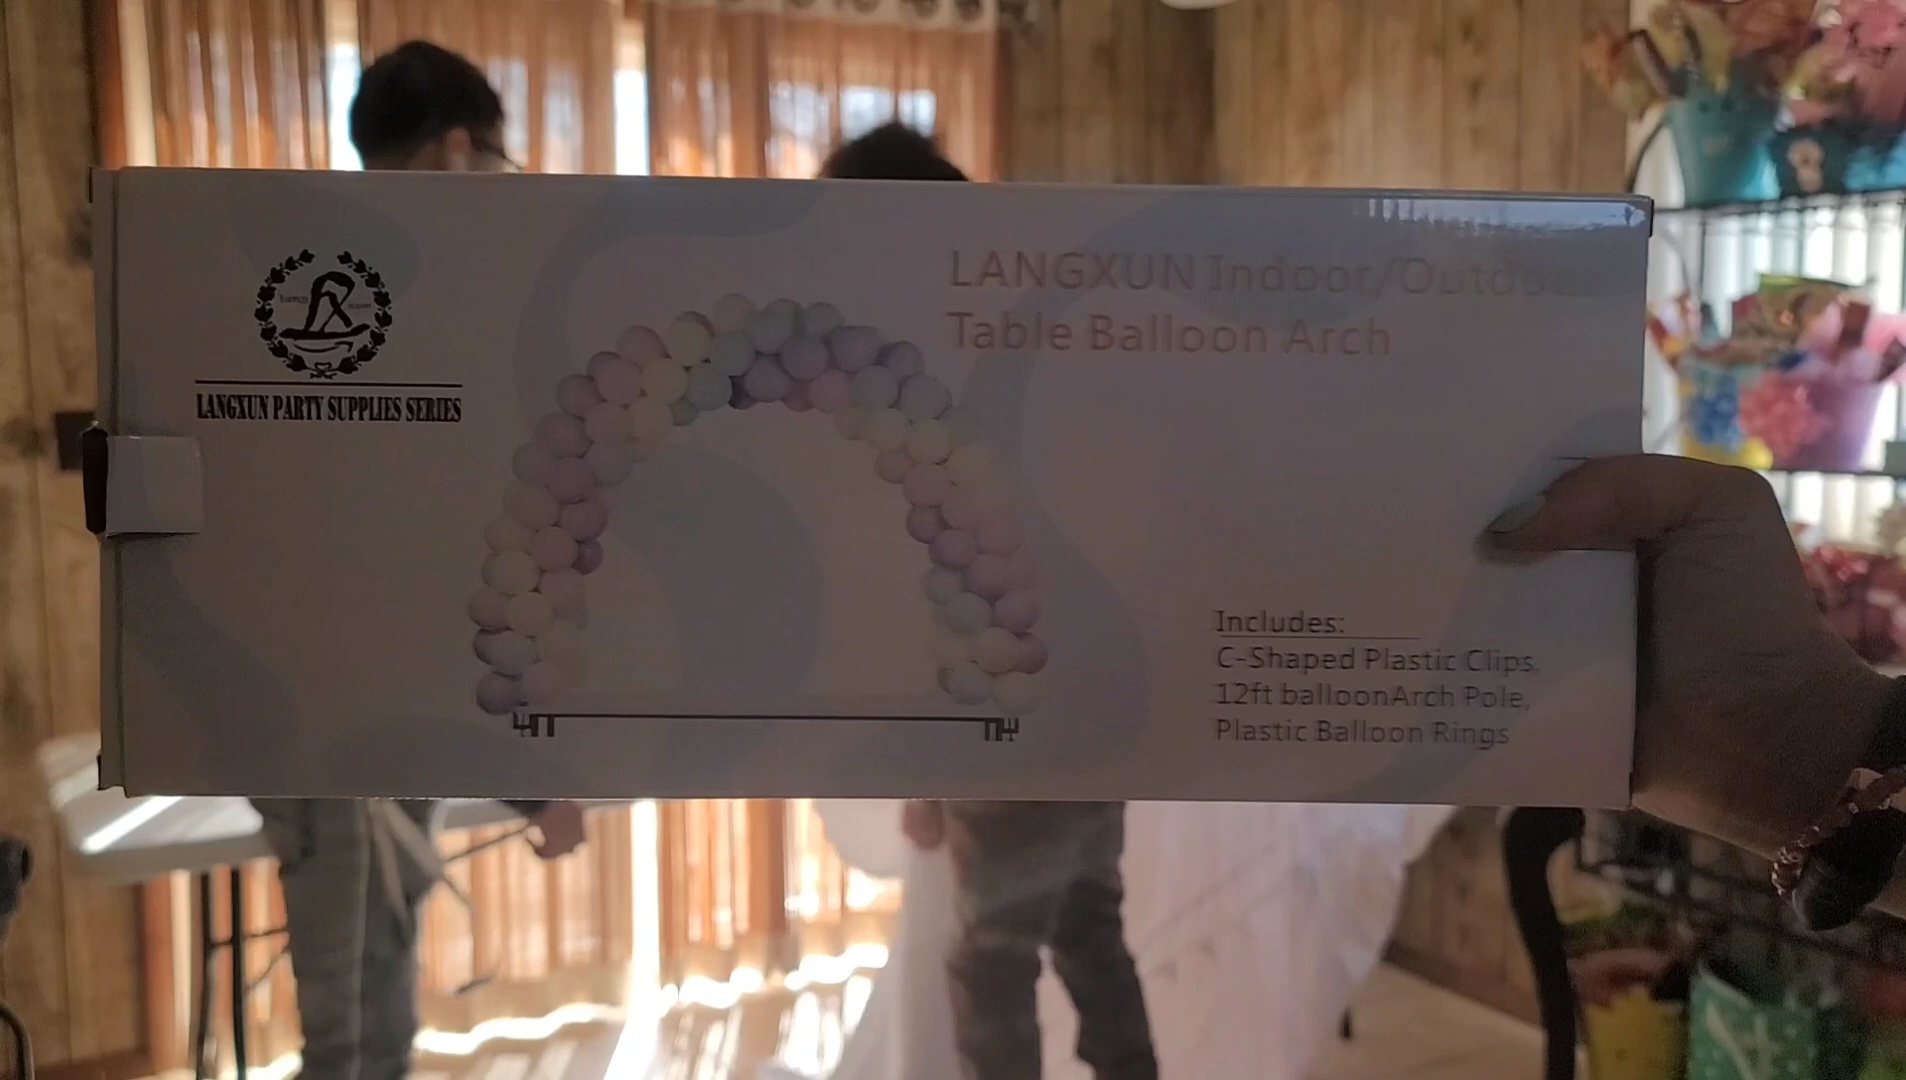 LANGXUN PARTY SUPPLIES SERIES
LANGXUN Indoor/Outdoor
Table Balloon Arch
Includes:
C-Shaped Plastic Clips,
12ft balloonArch Pole,
Plastic Balloon Rings